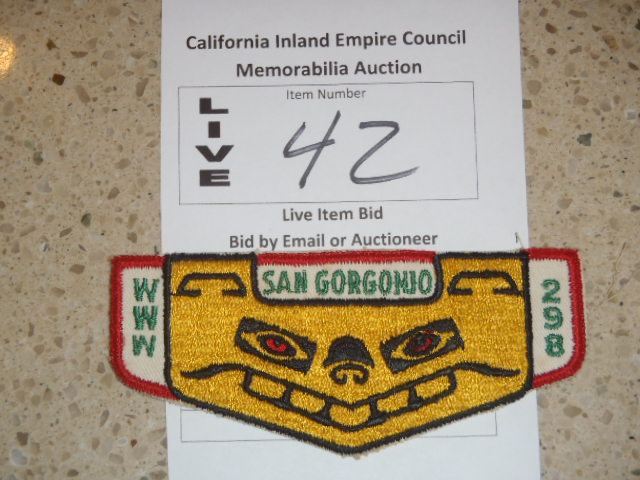 California Inland Empire Council
Memorabilia Auction
Item Number
LIVE
42
Live Item Bid
Bid by Email or Auctioneer
WWW
SAN GORGONIO
298